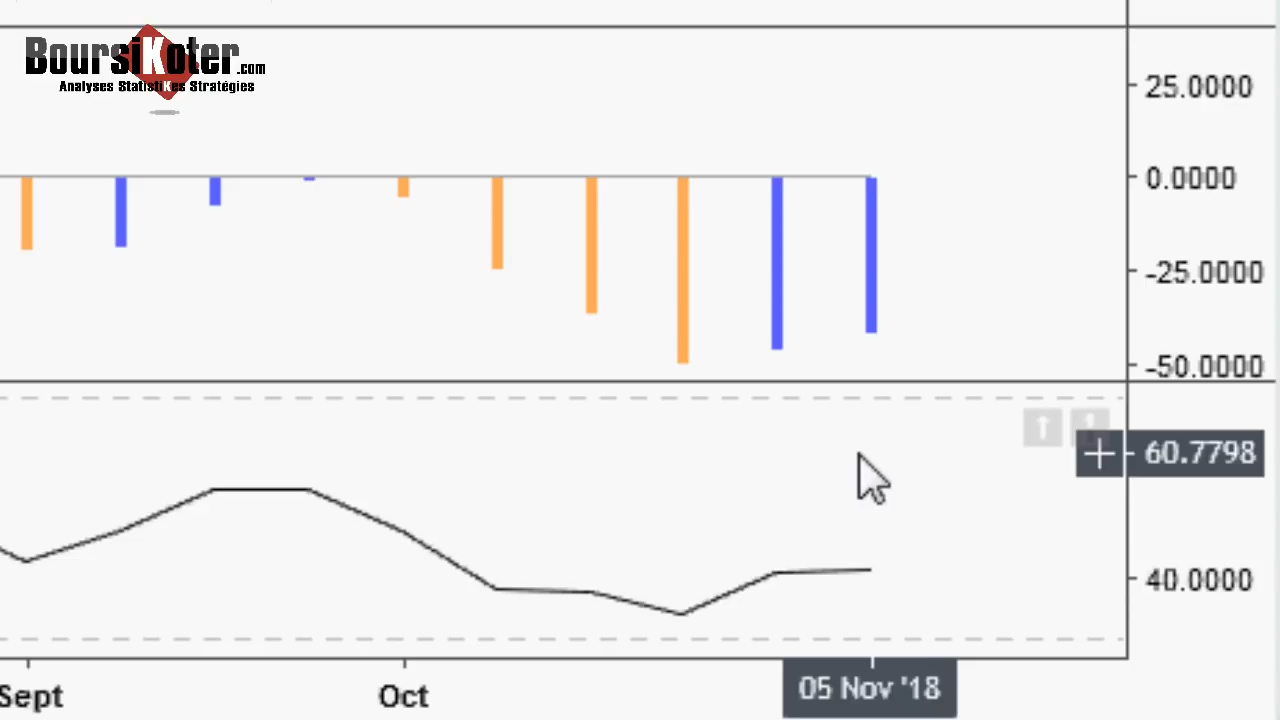 BoursiKoter.com
Analyses StatistiKes Stratégies
25.0000
0.0000
-25.0000
-50.0000
60.7798
40.0000
Sept
Oct
05 Nov '18